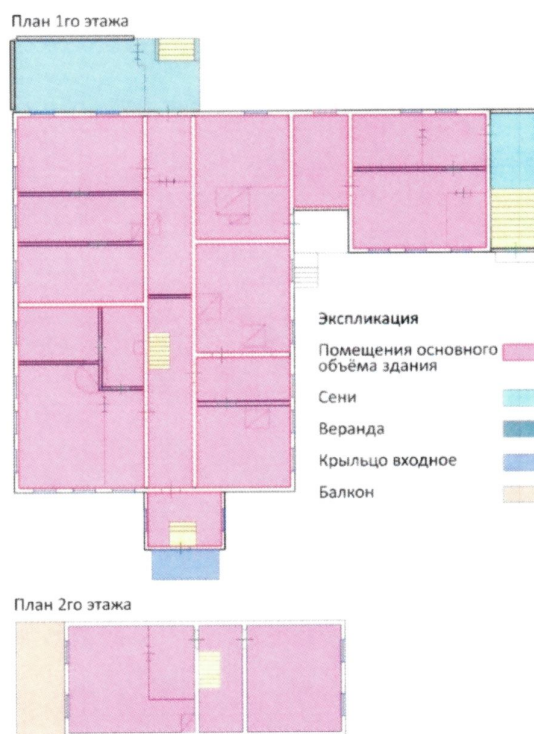 План 1го этажа
Экспликация
Помещения основного
объёма здания
Сени
Веранда
Крыльцо входное
Балкон
План 2го этажа